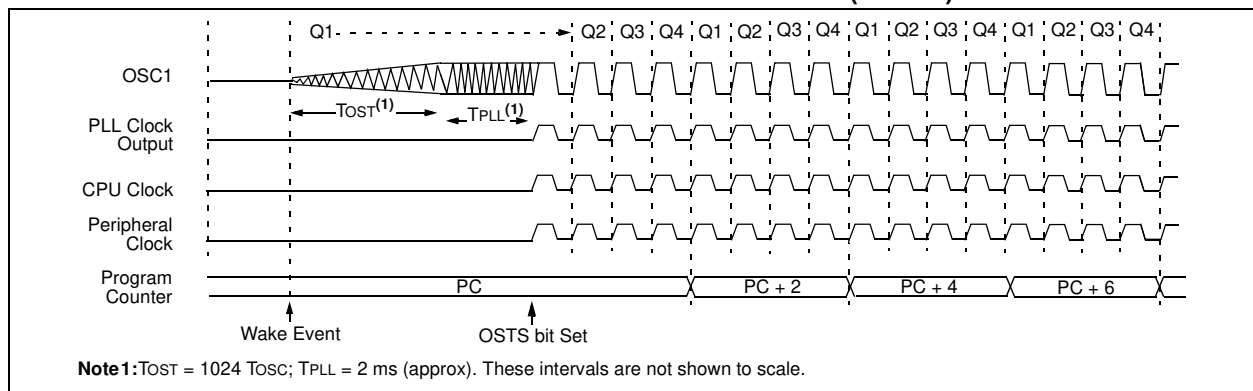 Q1 Q2 Q3 Q4 Q1 Q2 Q3 Q4 Q1 Q2 Q3 Q4 Q1 Q2 Q3 Q4
OSC1
TOST(1) TPLL(1)
PLL Clock
Output
CPU Clock
Peripheral
Clock
Program
Counter
PC PC + 2 PC + 4 PC + 6
Wake Event OSTS bit Set
Note1:TOST = 1024 TOSC; TPLL = 2 ms (approx). These intervals are not shown to scale.